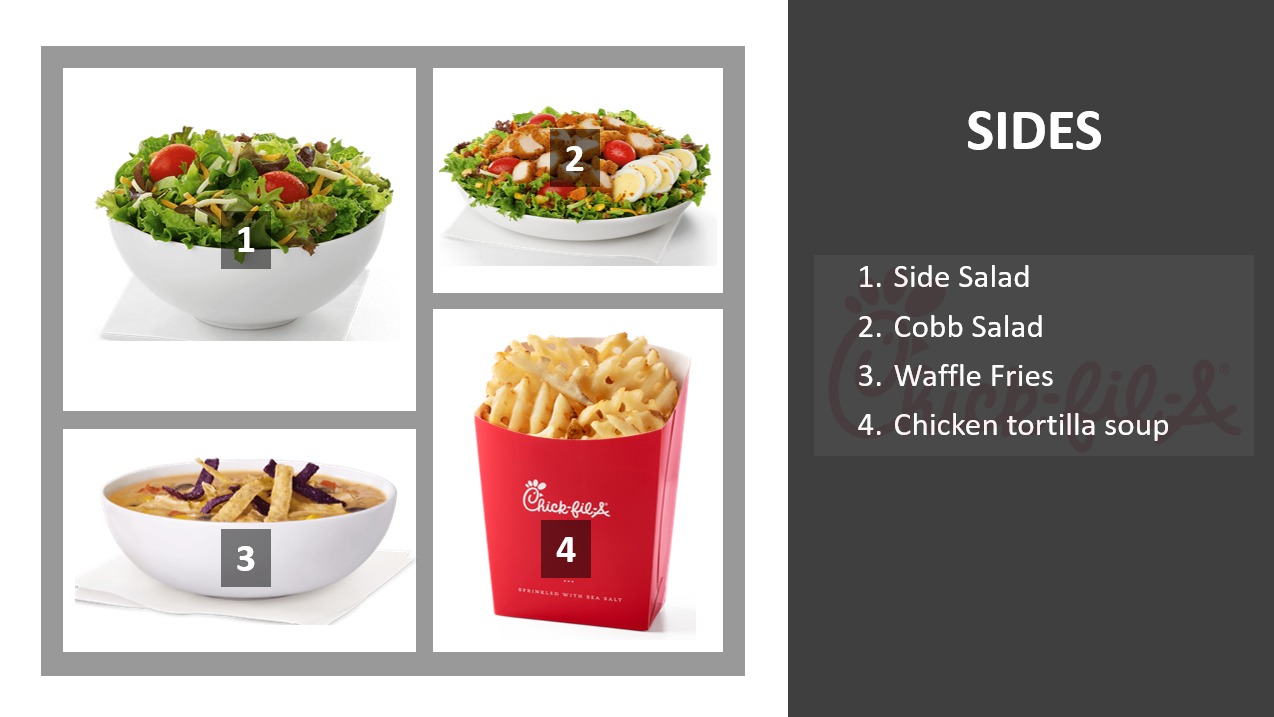 1
2
3
Chick-fil-A®
4
SPRINKLED WITH SEA SALT
SIDES
1. Side Salad
2. Cobb Salad
3. Waffle Fries
4. Chicken tortilla soup
Chick-fil-A®